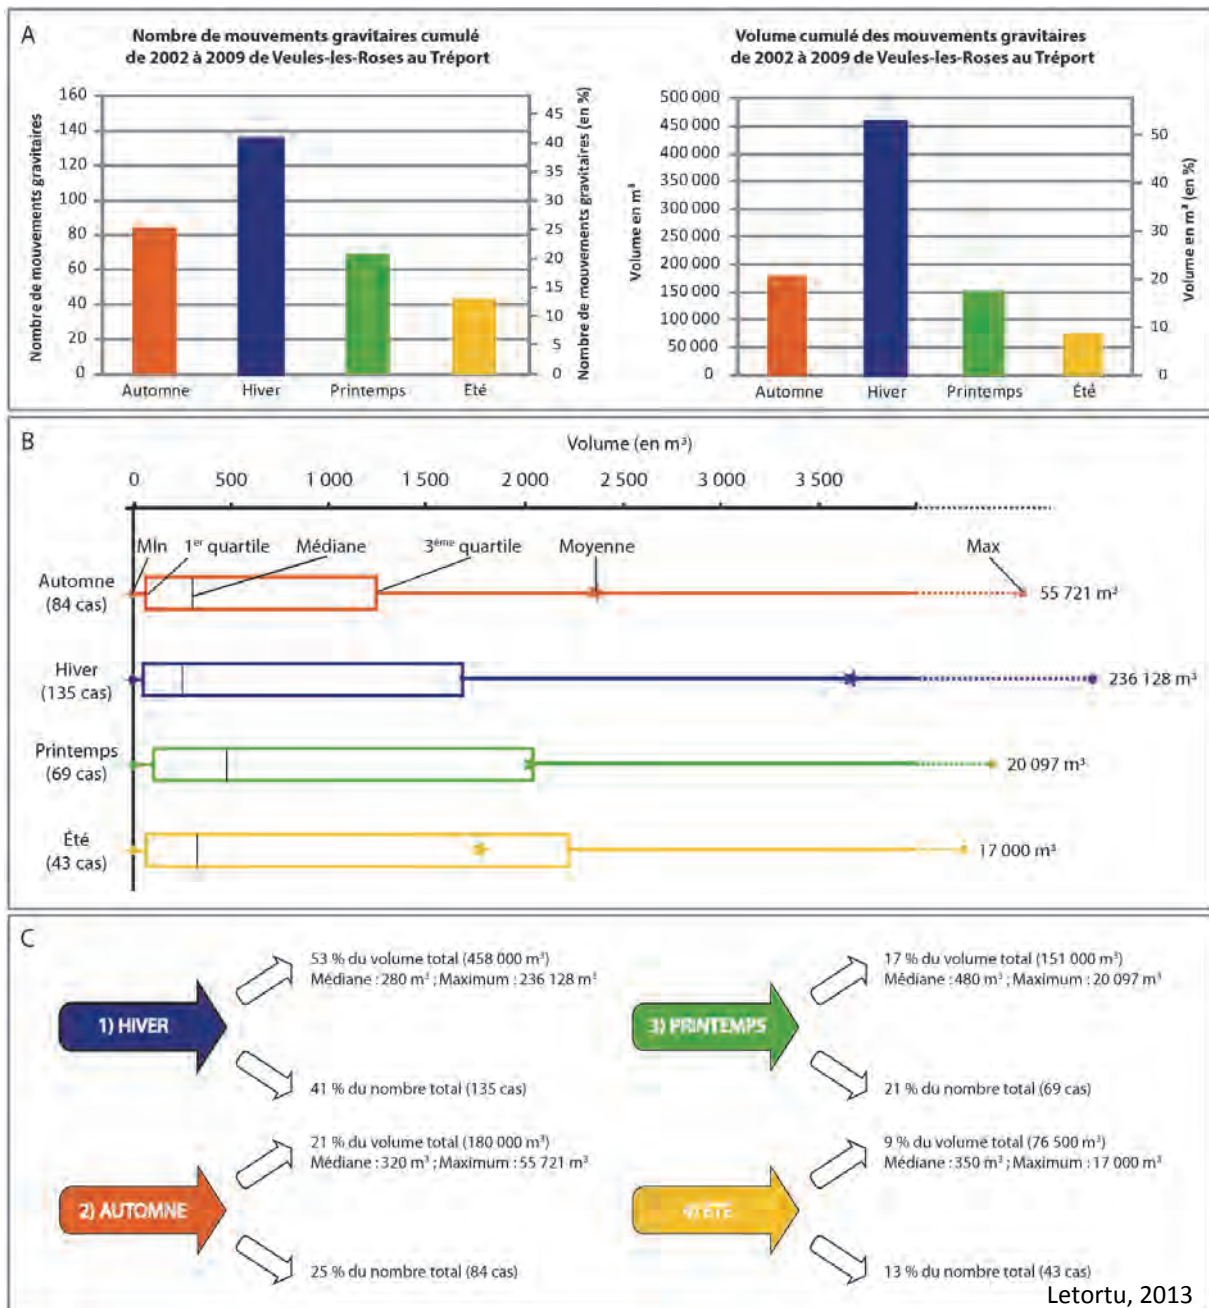 A
Nombre de mouvements gravitaires cumulé
de 2002 à 2009 de Veules-les-Roses au Tréport
Nombre de mouvements gravitaires
160
140
120
100
80
60
40
20
0
45
40
35
30
25
20
15
10
5
0
Nombre de mouvements gravitaires (en %)
Automne
Hiver
Printemps
Eté
Volume cumulé des mouvements gravitaires
de 2002 à 2009 de Veules-les-Roses au Tréport
Volume en m³
500 000
450 000
400 000
350 000
300 000
250 000
200 000
150 000
100 000
50 000
0
50
40
30
20
10
0
Volume en m³ (en %)
Automne
Hiver
Printemps
Été
B
Volume (en m³)
0
500
1 000
1 500
2 000
2 500
3 000
3 500
MIn
1er quartile
Médiane
3ème quartile
Moyenne
Max
Automne
(84 cas)
55 721 m³
Hiver
(135 cas)
236 128 m³
Printemps
(69 cas)
20 097 m³
Été
(43 cas)
17 000 m³
C
1) HIVER
53 % du volume total (458 000 m³)
Médiane : 280 m³ ; Maximum : 236 128 m³
41 % du nombre total (135 cas)
3) PRINTEMPS
17 % du volume total (151 000 m³)
Médiane : 480 m³ ; Maximum : 20 097 m³
21 % du nombre total (69 cas)
2) AUTOMNE
21 % du volume total (180 000 m³)
Médiane : 320 m³ ; Maximum : 55 721 m³
25 % du nombre total (84 cas)
4) ÉTÉ
9 % du volume total (76 500 m³)
Médiane : 350 m³ ; Maximum : 17 000 m³
13 % du nombre total (43 cas)
Letortu, 2013